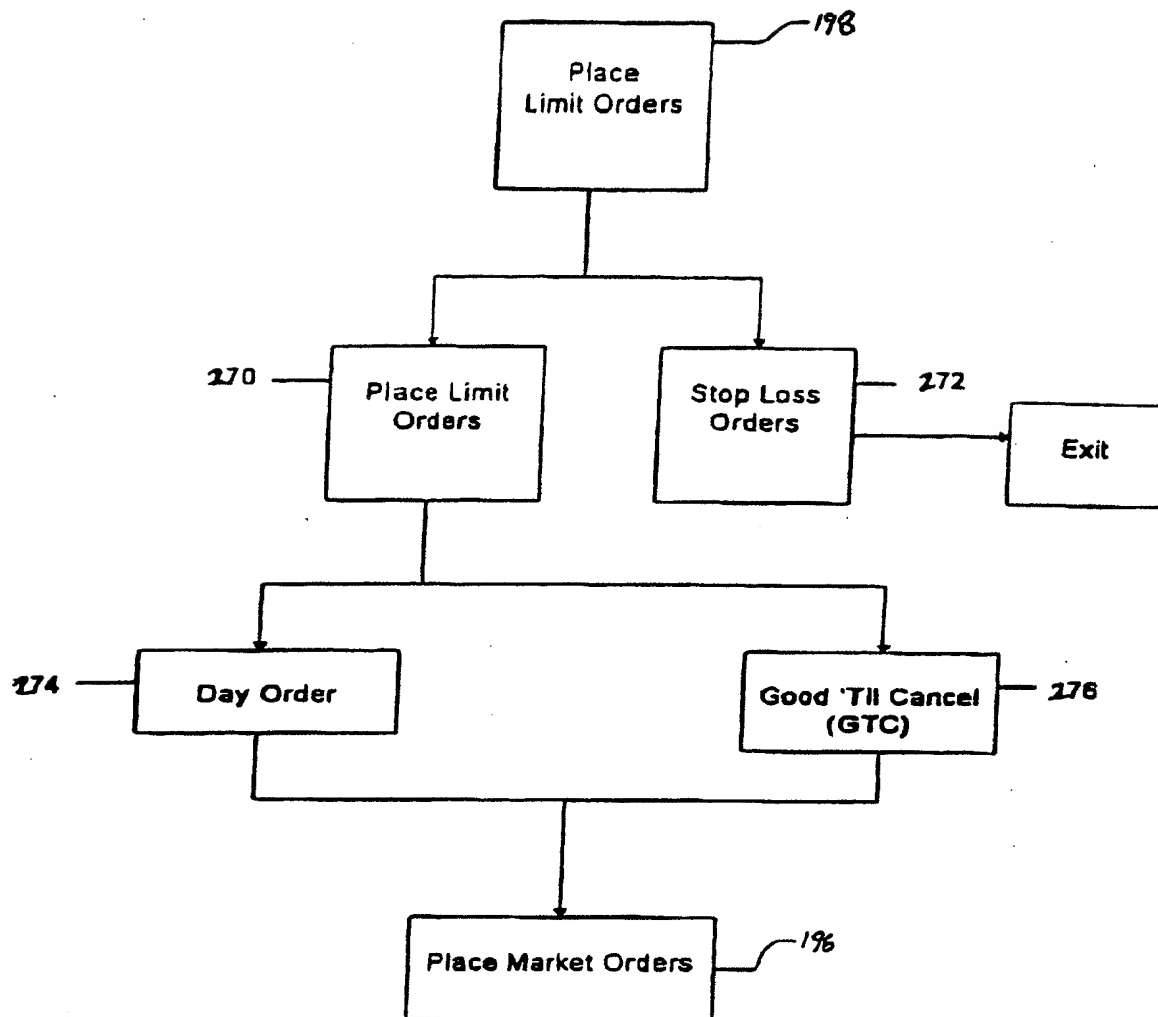 198
Place
Limit Orders
270
Place Limit
Orders
Stop Loss
Orders
272
Exit
274
Day Order
Good 'Til Cancel
(GTC)
276
Place Market Orders
196